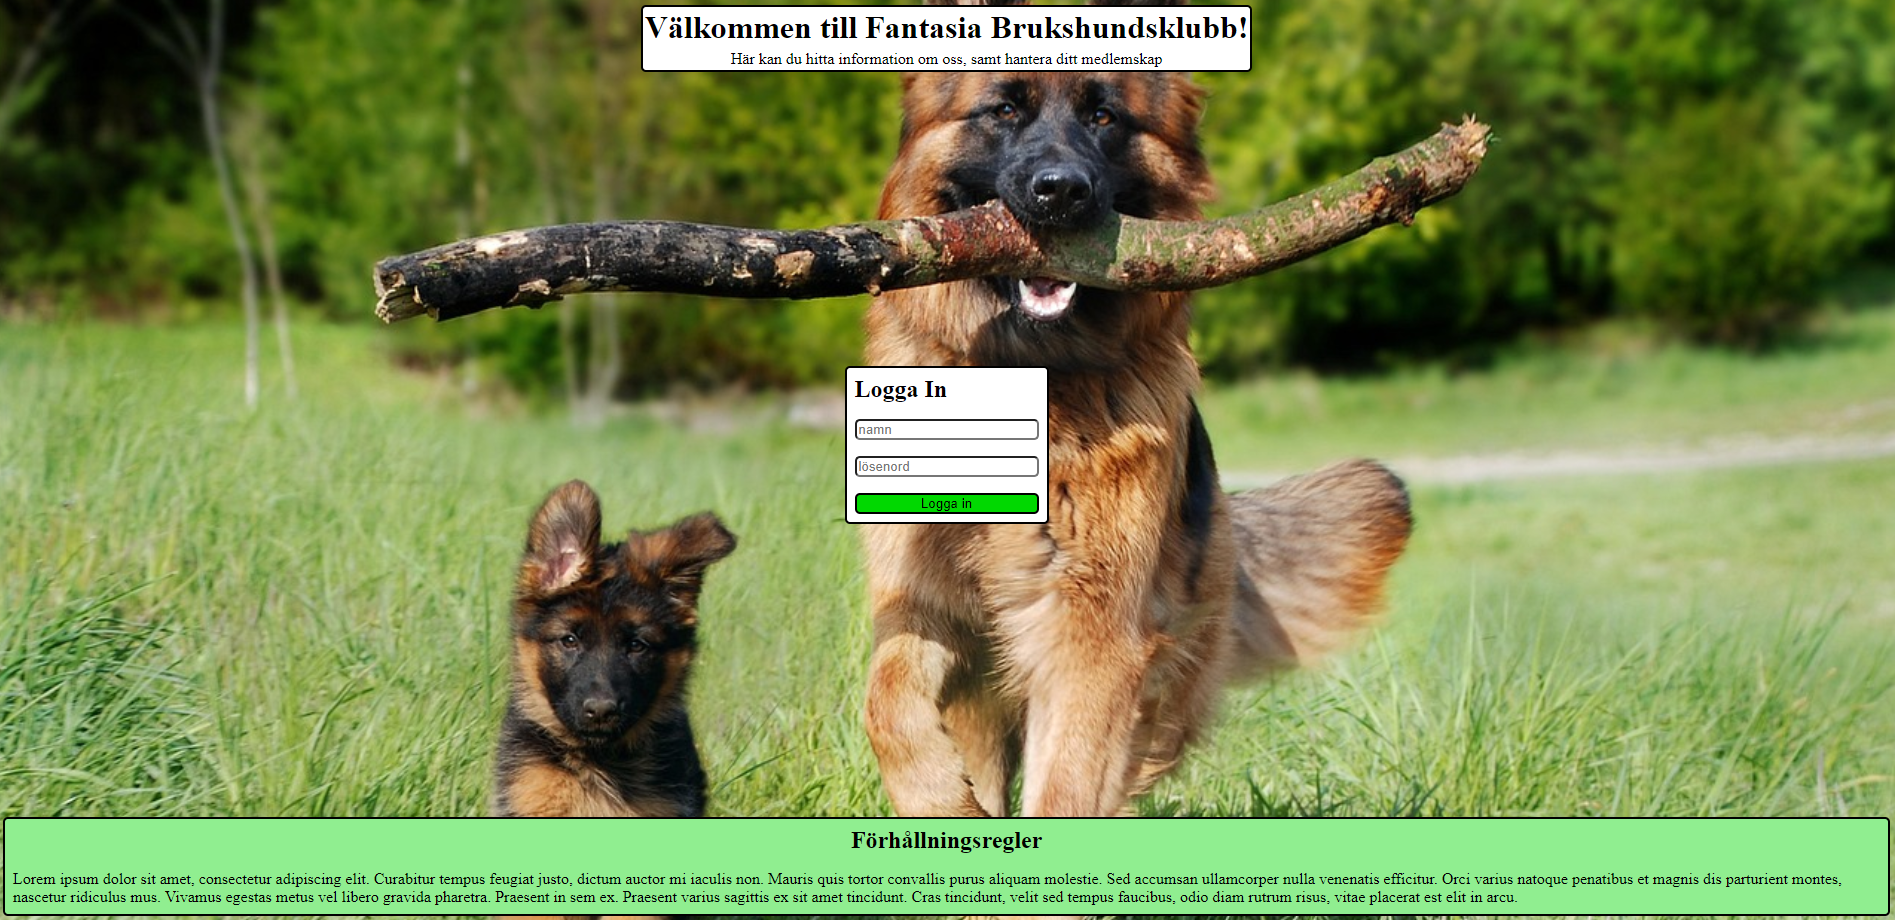 Välkommen till Fantasia Brukshundsklubb!
Här kan du hitta information om oss, samt hantera ditt medlemskap
Logga In
namn
lösenord
Logga in
Förhållningsregler
Lorem ipsum dolor sit amet, consectetur adipiscing elit. Curabitur tempus feugiat justo, dictum auctor mi iaculis non. Mauris quis tortor convallis purus aliquam molestie. Sed accumsan ullamcorper nulla venenatis efficitur. Orci varius natoque penatibus et magnis dis parturient montes,
nascetur ridiculus mus. Vivamus egestas metus vel libero gravida pharetra. Praesent in sem ex. Praesent varius sagittis ex sit amet tincidunt. Cras tincidunt, velit sed tempus faucibus, odio diam rutrum risus, vitae placerat est elit in arcu.